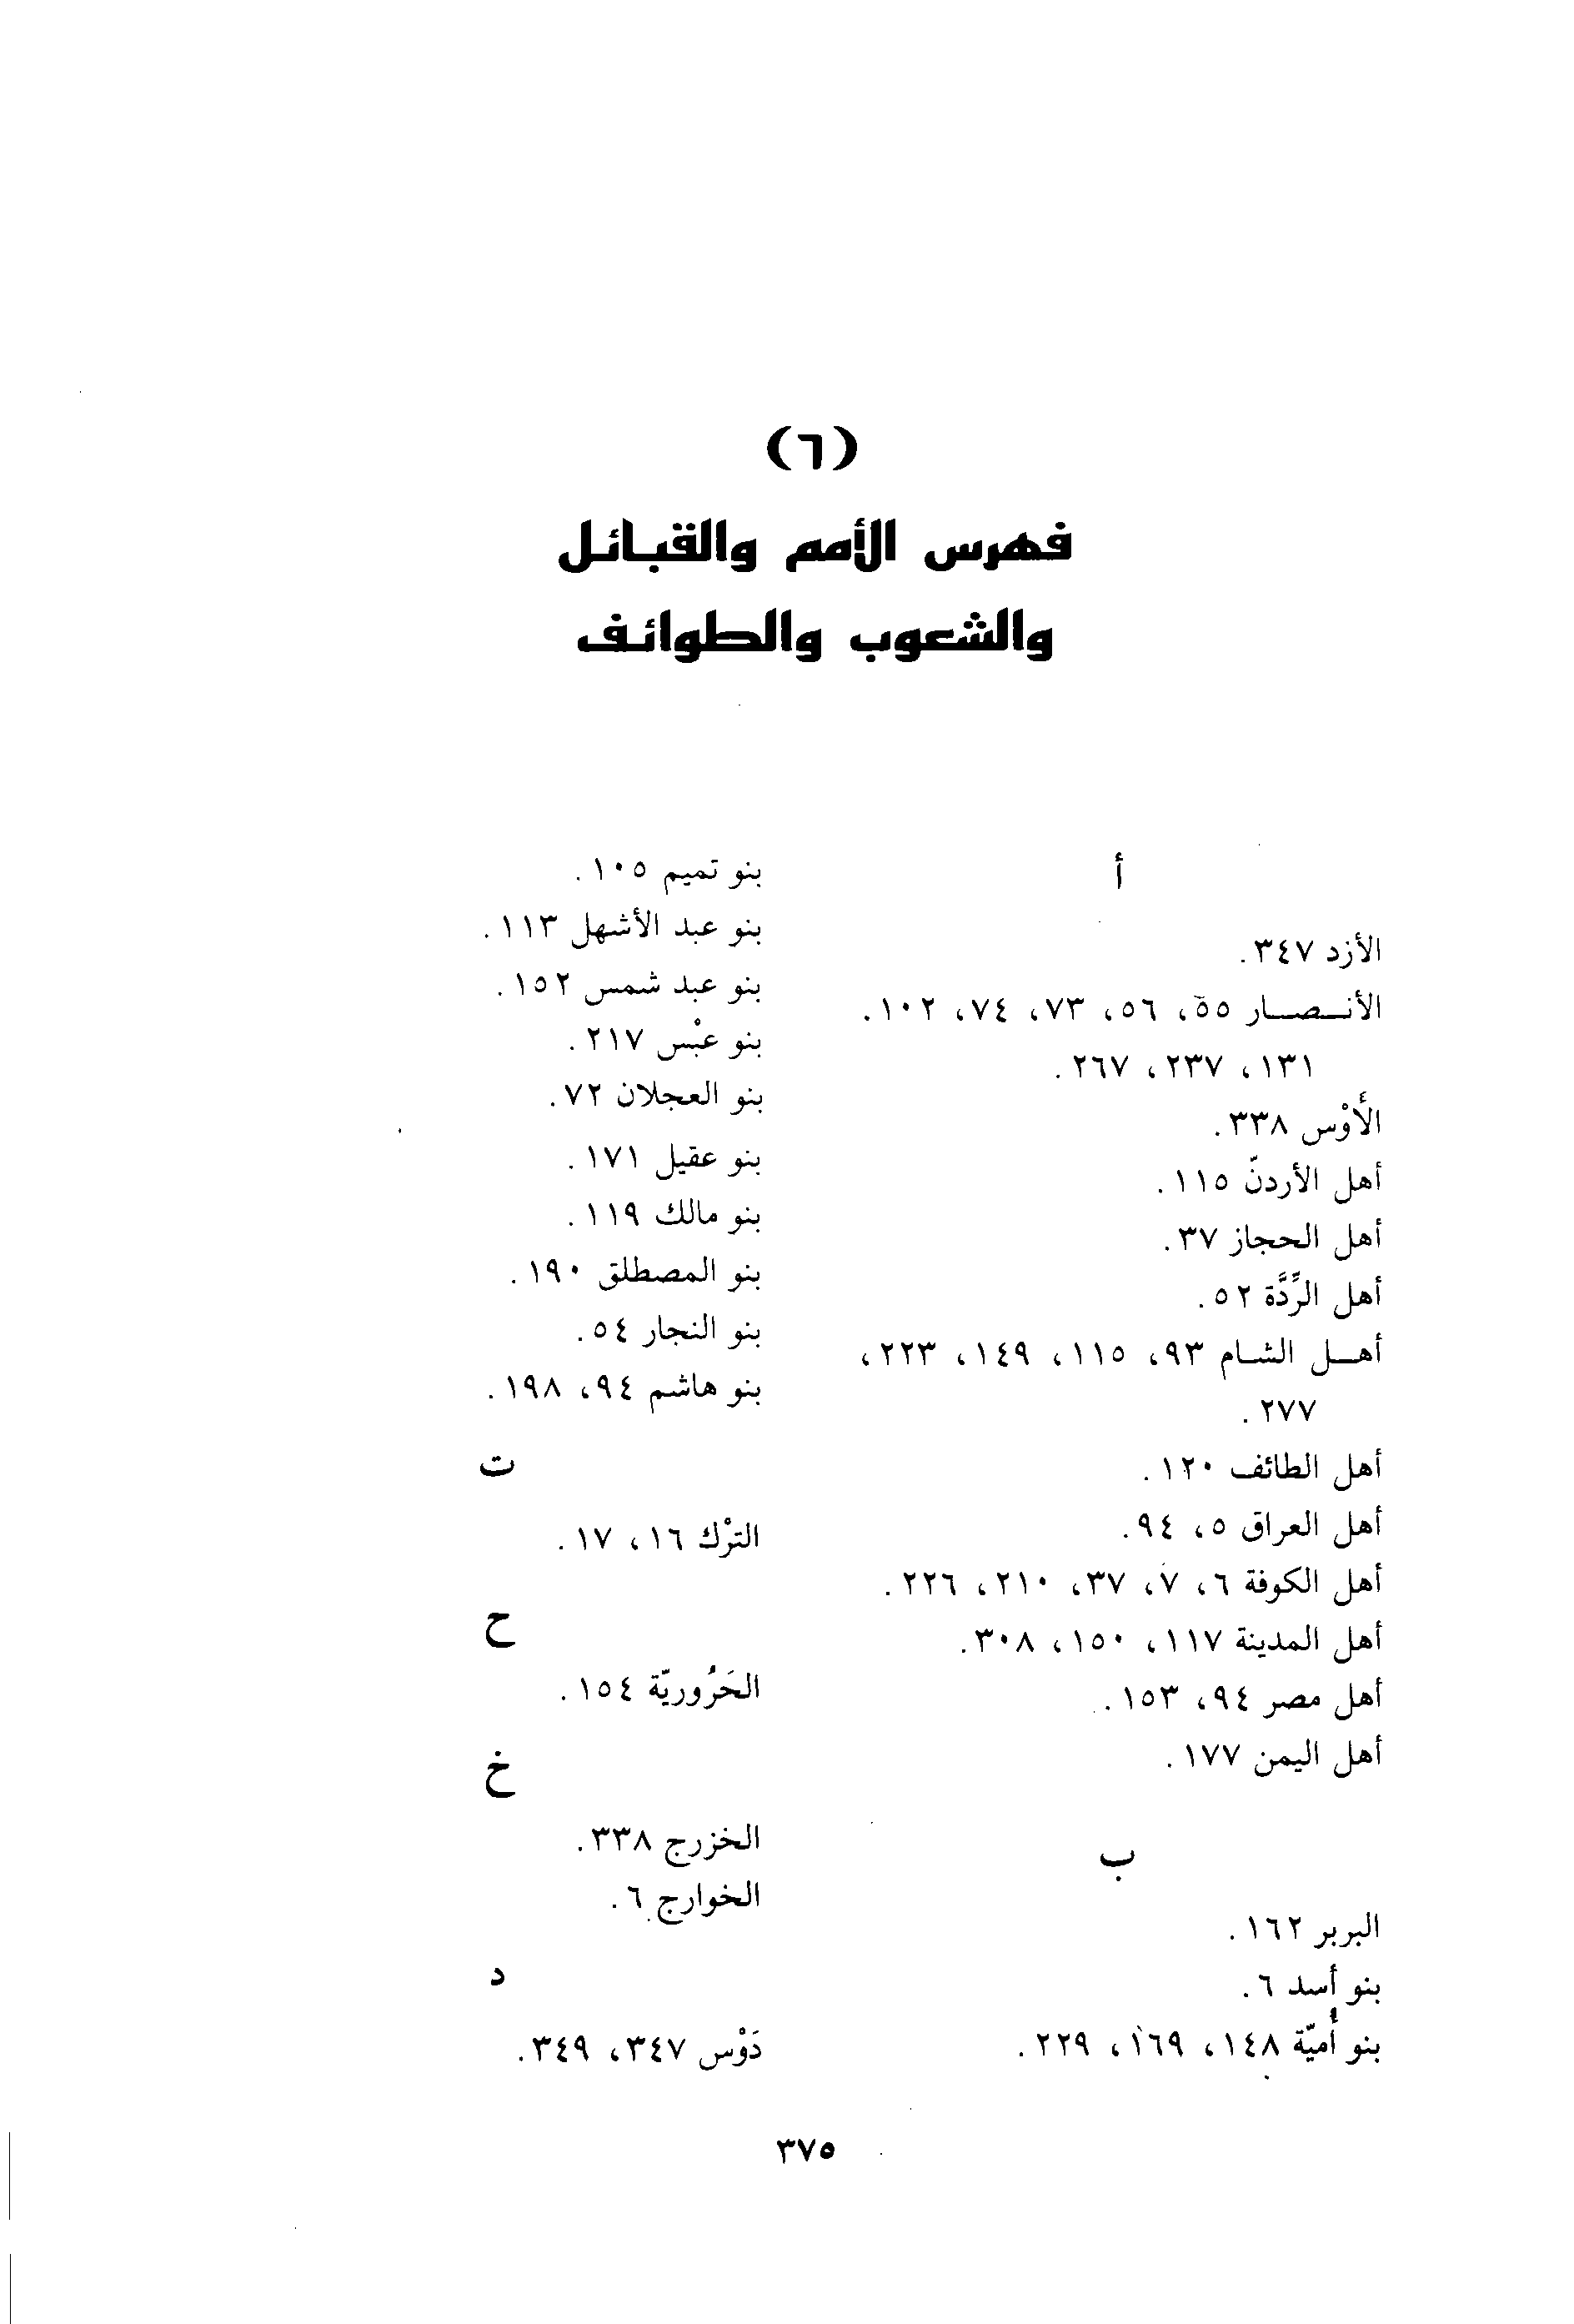 (٦)
فهرس الأمم والقبائل
والشعوب والطوائف
أ
الأزد ٣٤٧.
الأنـصـار ٥٥، ٥٦، ٧٣، ٧٤، ١٠٢.
١٣١، ٢٣٧، ٢٦٧.
الأَوْس ٣٣٨.
أهل الأردنّ ١١٥.
أهل الحجاز ٣٧.
أهل الرِّدَّة ٥٢.
أهـل الشـام ٩٣، ١١٥، ١٤٩، ٢٢٣،
٢٧٧.
أهل الطائف ١٢٠.
أهل العراق ٥، ٩٤.
أهل الكوفة ٦، ٧، ٣٧، ٢١٠، ٢٢٦.
أهل المدينة ١١٧، ١٥٠، ٣٠٨.
أهل مصر ٩٤، ١٥٣.
أهل اليمن ١٧٧.
ب
البربر ١٦٢.
بنو أسد ٦.
بنو أُميّة ١٤٨، ١٦٩، ٢٢٩.
بنو تميم ١٠٥.
بنو عبد الأشهل ١١٣.
بنو عبد شمس ١٥٢.
بنو عبْس ٢١٧.
بنو العجلان ٧٢.
بنو عقيل ١٧١.
بنو مالك ١١٩.
بنو المصطلق ١٩٠.
بنو النجار ٥٤.
بنو هاشم ٩٤، ١٩٨.
ت
الترْك ١٦، ١٧.
ح
الحَرُوريّة ١٥٤.
خ
الخزرج ٣٣٨.
الخوارج ٦.
د
دَوْس ٣٤٧، ٣٤٩.
٣٧٥